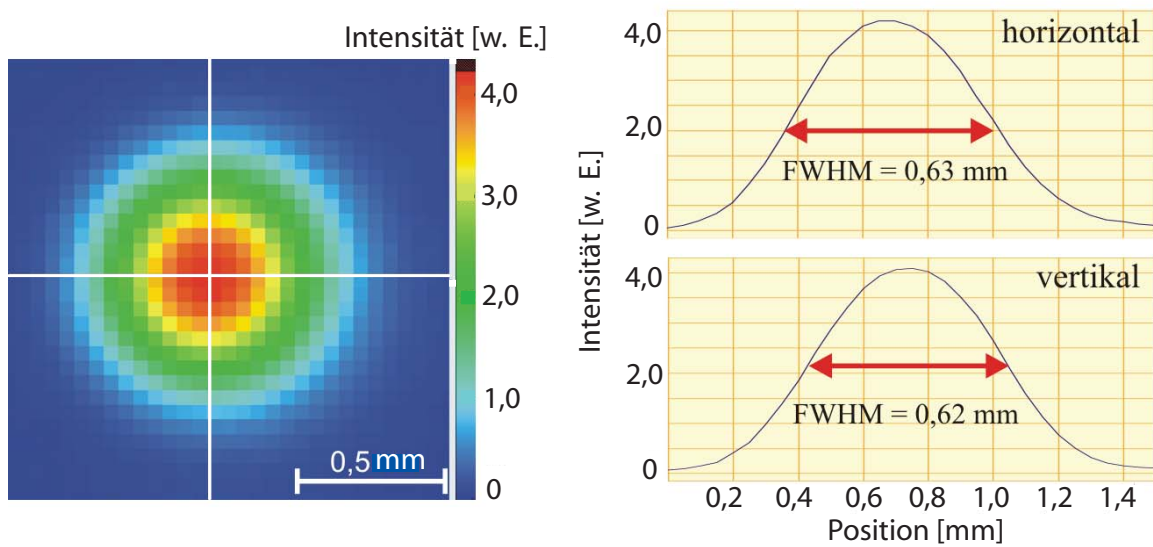 Intensität [w. E.]
4,0
3,0
2,0
1,0
0
0,5 mm
Intensität [w. E.]
4,0
2,0
0
horizontal
FWHM = 0,63 mm
4,0
2,0
0
vertikal
FWHM = 0,62 mm
0,2 0,4 0,6 0,8 1,0 1,2 1,4
Position [mm]